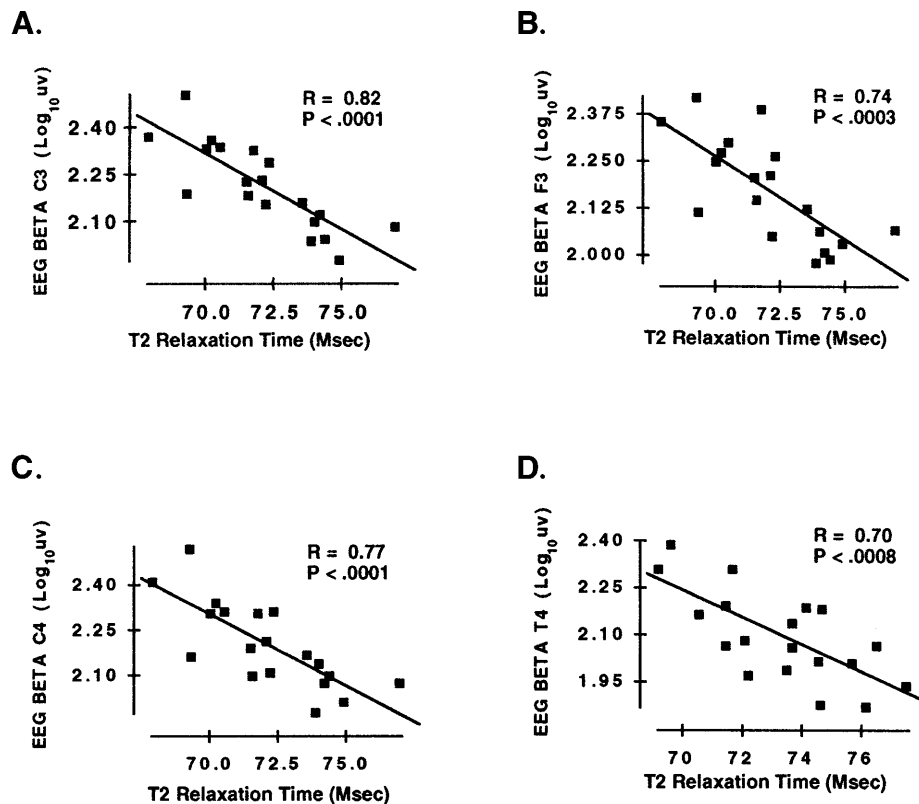 A.
EEG BETA C3 (Log10uv)
R = 0.82
P < .0001
2.40
2.25
2.10
70.0 72.5 75.0
T2 Relaxation Time (Msec)
B.
EEG BETA F3 (Log10uv)
R = 0.74
P < .0003
2.375
2.250
2.125
2.000
70.0 72.5 75.0
T2 Relaxation Time (Msec)
C.
EEG BETA C4 (Log10uv)
R = 0.77
P < .0001
2.40
2.25
2.10
70.0 72.5 75.0
T2 Relaxation Time (Msec)
D.
EEG BETA T4 (Log10uv)
R = 0.70
P < .0008
2.40
2.25
2.10
1.95
70 72 74 76
T2 Relaxation Time (Msec)